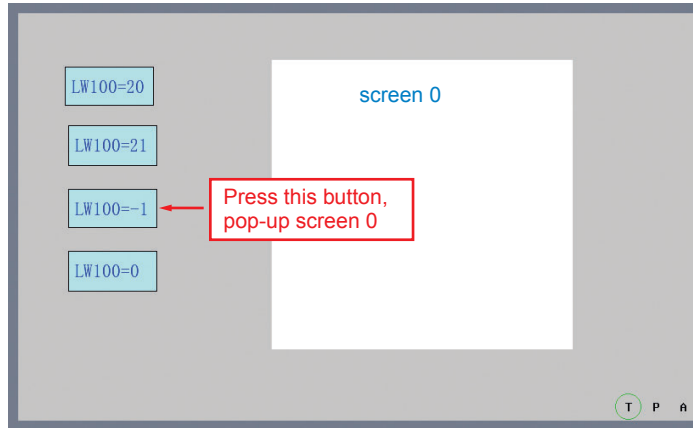 LW100=20
screen 0
LW100=21
LW100=-1
Press this button,
pop-up screen 0
LW100=0
T P A